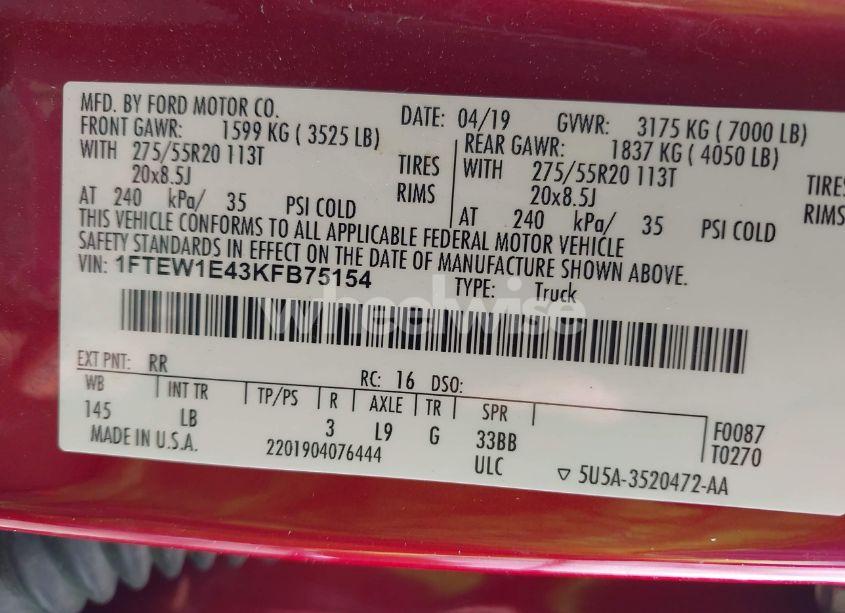 MFD. BY FORD MOTOR CO. DATE: 04/19 GVWR: 3175 KG ( 7000 LB)
FRONT GAWR: 1599 KG ( 3525 LB) REAR GAWR: 1837 KG ( 4050 LB)
WITH 275/55R20 113T TIRES WITH 275/55R20 113T TIRES
20x8.5J RIMS 20x8.5J RIMS
AT 240 kPa/ 35 PSI COLD AT 240 kPa/ 35 PSI COLD
THIS VEHICLE CONFORMS TO ALL APPLICABLE FEDERAL MOTOR VEHICLE
SAFETY STANDARDS IN EFFECT ON THE DATE OF MANUFACTURE SHOWN ABOVE.
VIN: 1FTEW1E43KFB75154 TYPE: Truck
wheelwise
EXT PNT: RR RC: 16 DSO:
WB INT TR TP/PS R AXLE TR SPR
145 LB 3 L9 G 33BB F0087
MADE IN U.S.A. 2201904076444 ULC T0270
▽ 5U5A-3520472-AA